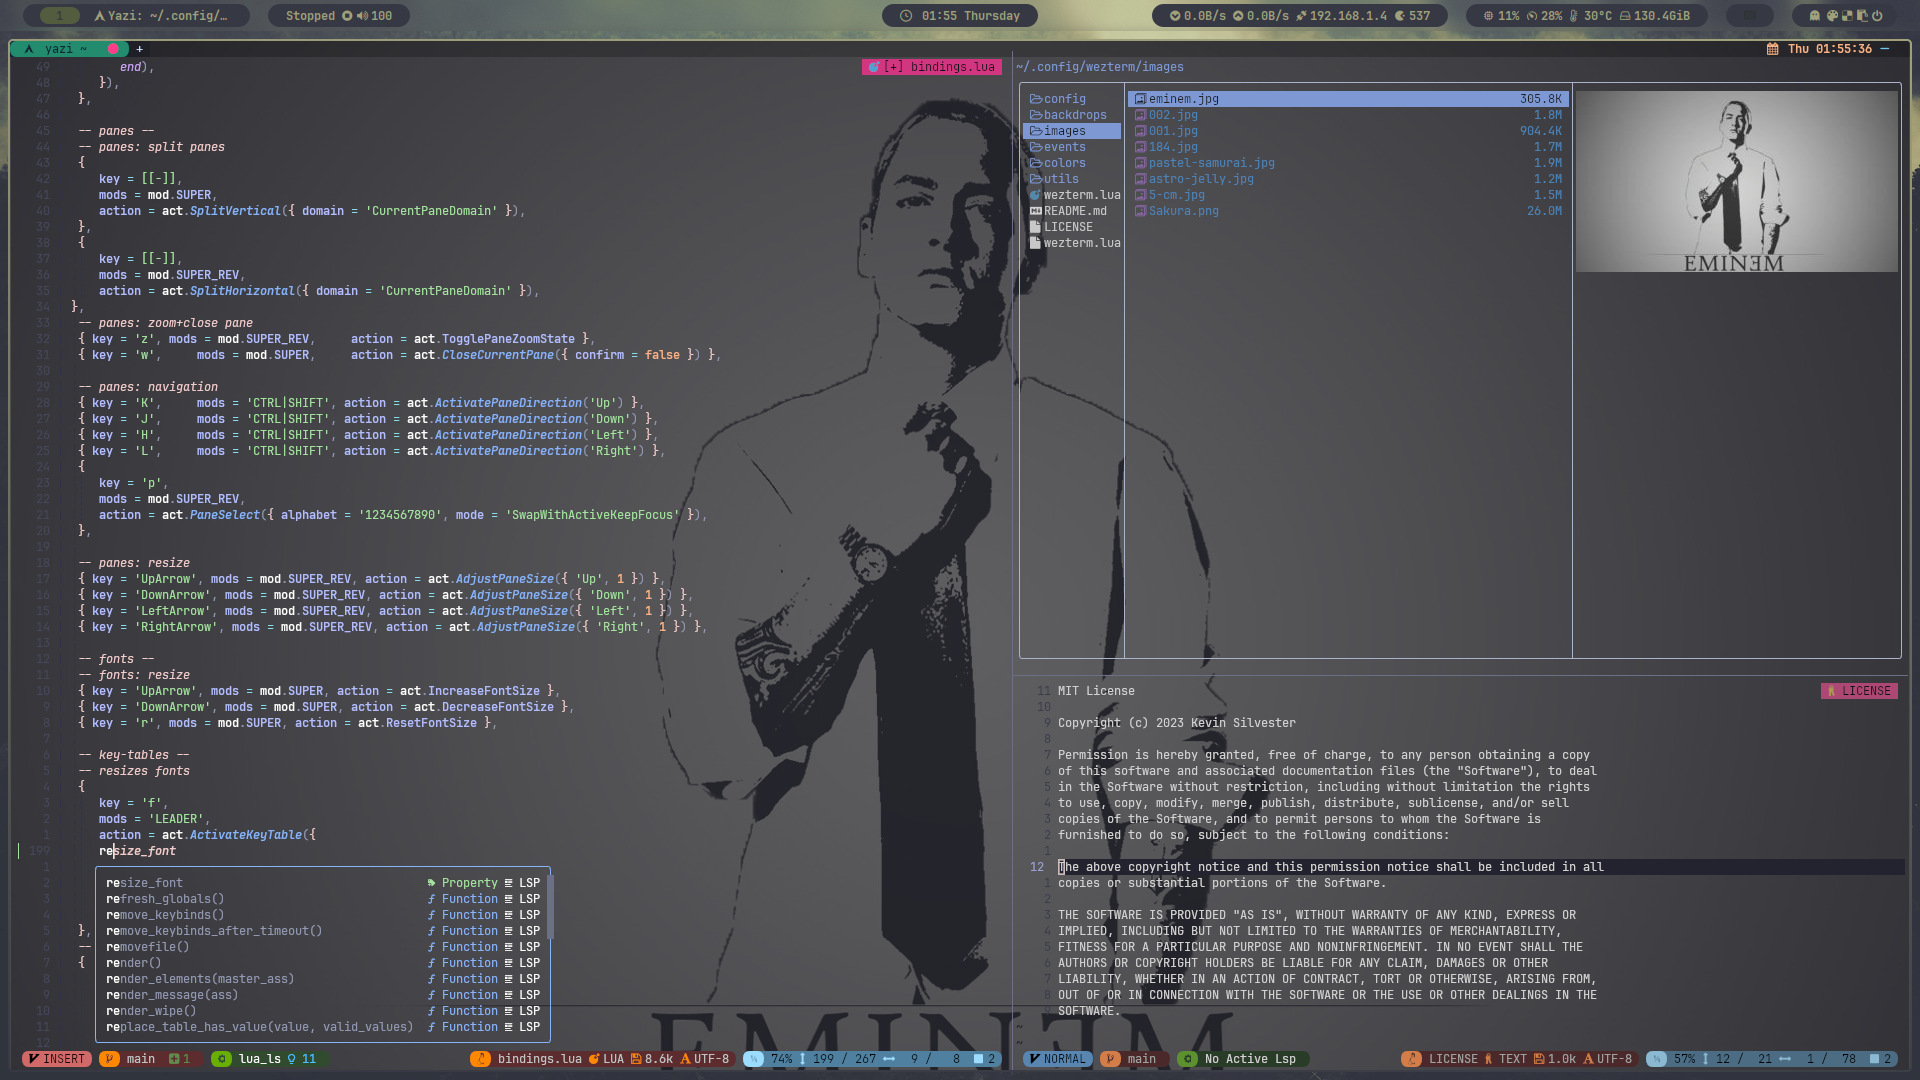 1
Yazi: ~/.config/…
Stopped 100
01:55 Thursday
0.0B/s 0.0B/s 192.168.1.4 537
11% 28% 30°C 130.4GiB
yazi ~ +
Thu 01:55:36 —
49 end),
[+] bindings.lua
48 }),
47 },
46
45 -- panes --
44 -- panes: split panes
43 {
42 key = [[-]],
41 mods = mod.SUPER,
40 action = act.SplitVertical({ domain = 'CurrentPaneDomain' }),
39 },
38 {
37 key = [[-]],
36 mods = mod.SUPER_REV,
35 action = act.SplitHorizontal({ domain = 'CurrentPaneDomain' }),
34 },
33 -- panes: zoom+close pane
32 { key = 'z', mods = mod.SUPER_REV, action = act.TogglePaneZoomState },
31 { key = 'w', mods = mod.SUPER, action = act.CloseCurrentPane({ confirm = false }) },
30
29 -- panes: navigation
28 { key = 'K', mods = 'CTRL|SHIFT', action = act.ActivatePaneDirection('Up') },
27 { key = 'J', mods = 'CTRL|SHIFT', action = act.ActivatePaneDirection('Down') },
26 { key = 'H', mods = 'CTRL|SHIFT', action = act.ActivatePaneDirection('Left') },
25 { key = 'L', mods = 'CTRL|SHIFT', action = act.ActivatePaneDirection('Right') },
24 {
23 key = 'p',
22 mods = mod.SUPER_REV,
21 action = act.PaneSelect({ alphabet = '1234567890', mode = 'SwapWithActiveKeepFocus' }),
20 },
19
18 -- panes: resize
17 { key = 'UpArrow', mods = mod.SUPER_REV, action = act.AdjustPaneSize({ 'Up', 1 }) },
16 { key = 'DownArrow', mods = mod.SUPER_REV, action = act.AdjustPaneSize({ 'Down', 1 }) },
15 { key = 'LeftArrow', mods = mod.SUPER_REV, action = act.AdjustPaneSize({ 'Left', 1 }) },
14 { key = 'RightArrow', mods = mod.SUPER_REV, action = act.AdjustPaneSize({ 'Right', 1 }) },
13
12 -- fonts --
11 -- fonts: resize
10 { key = 'UpArrow', mods = mod.SUPER, action = act.IncreaseFontSize },
9 { key = 'DownArrow', mods = mod.SUPER, action = act.DecreaseFontSize },
8 { key = 'r', mods = mod.SUPER, action = act.ResetFontSize },
7
6 -- key-tables --
5 -- resizes fonts
4 {
3 key = 'f',
2 mods = 'LEADER',
1 action = act.ActivateKeyTable({
199 resize_font
1
2 resize_font Property LSP
3 refresh_globals() Function LSP
4 remove_keybinds() Function LSP
5 }, remove_keybinds_after_timeout() Function LSP
6 -- removefile() Function LSP
7 { render() Function LSP
8 render_elements(master_ass) Function LSP
9 render_message(ass) Function LSP
10 render_wipe() Function LSP
11 replace_table_has_value(value, valid_values) Function LSP
12
INSERT main 1 lua_ls 11
bindings.lua LUA 8.6k UTF-8 74% 199 / 267 9 / 8 2
~/.config/wezterm/images
config
backdrops
images
events
colors
utils
wezterm.lua
README.md
LICENSE
wezterm.lua
eminem.jpg 305.8K
002.jpg 1.8M
001.jpg 904.4K
184.jpg 1.7M
pastel-samurai.jpg 1.9M
astro-jelly.jpg 1.2M
5-cm.jpg 1.5M
Sakura.png 26.0M
EMINƎM
11 MIT License
LICENSE
10
9 Copyright (c) 2023 Kevin Silvester
8
7 Permission is hereby granted, free of charge, to any person obtaining a copy
6 of this software and associated documentation files (the "Software"), to deal
5 in the Software without restriction, including without limitation the rights
4 to use, copy, modify, merge, publish, distribute, sublicense, and/or sell
3 copies of the Software, and to permit persons to whom the Software is
2 furnished to do so, subject to the following conditions:
1
12 The above copyright notice and this permission notice shall be included in all
1 copies or substantial portions of the Software.
2
3 THE SOFTWARE IS PROVIDED "AS IS", WITHOUT WARRANTY OF ANY KIND, EXPRESS OR
4 IMPLIED, INCLUDING BUT NOT LIMITED TO THE WARRANTIES OF MERCHANTABILITY,
5 FITNESS FOR A PARTICULAR PURPOSE AND NONINFRINGEMENT. IN NO EVENT SHALL THE
6 AUTHORS OR COPYRIGHT HOLDERS BE LIABLE FOR ANY CLAIM, DAMAGES OR OTHER
7 LIABILITY, WHETHER IN AN ACTION OF CONTRACT, TORT OR OTHERWISE, ARISING FROM,
8 OUT OF OR IN CONNECTION WITH THE SOFTWARE OR THE USE OR OTHER DEALINGS IN THE
9 SOFTWARE.
~
~
NORMAL main No Active Lsp
LICENSE TEXT 1.0k UTF-8 57% 12 / 21 1 / 78 2
EMINƎM